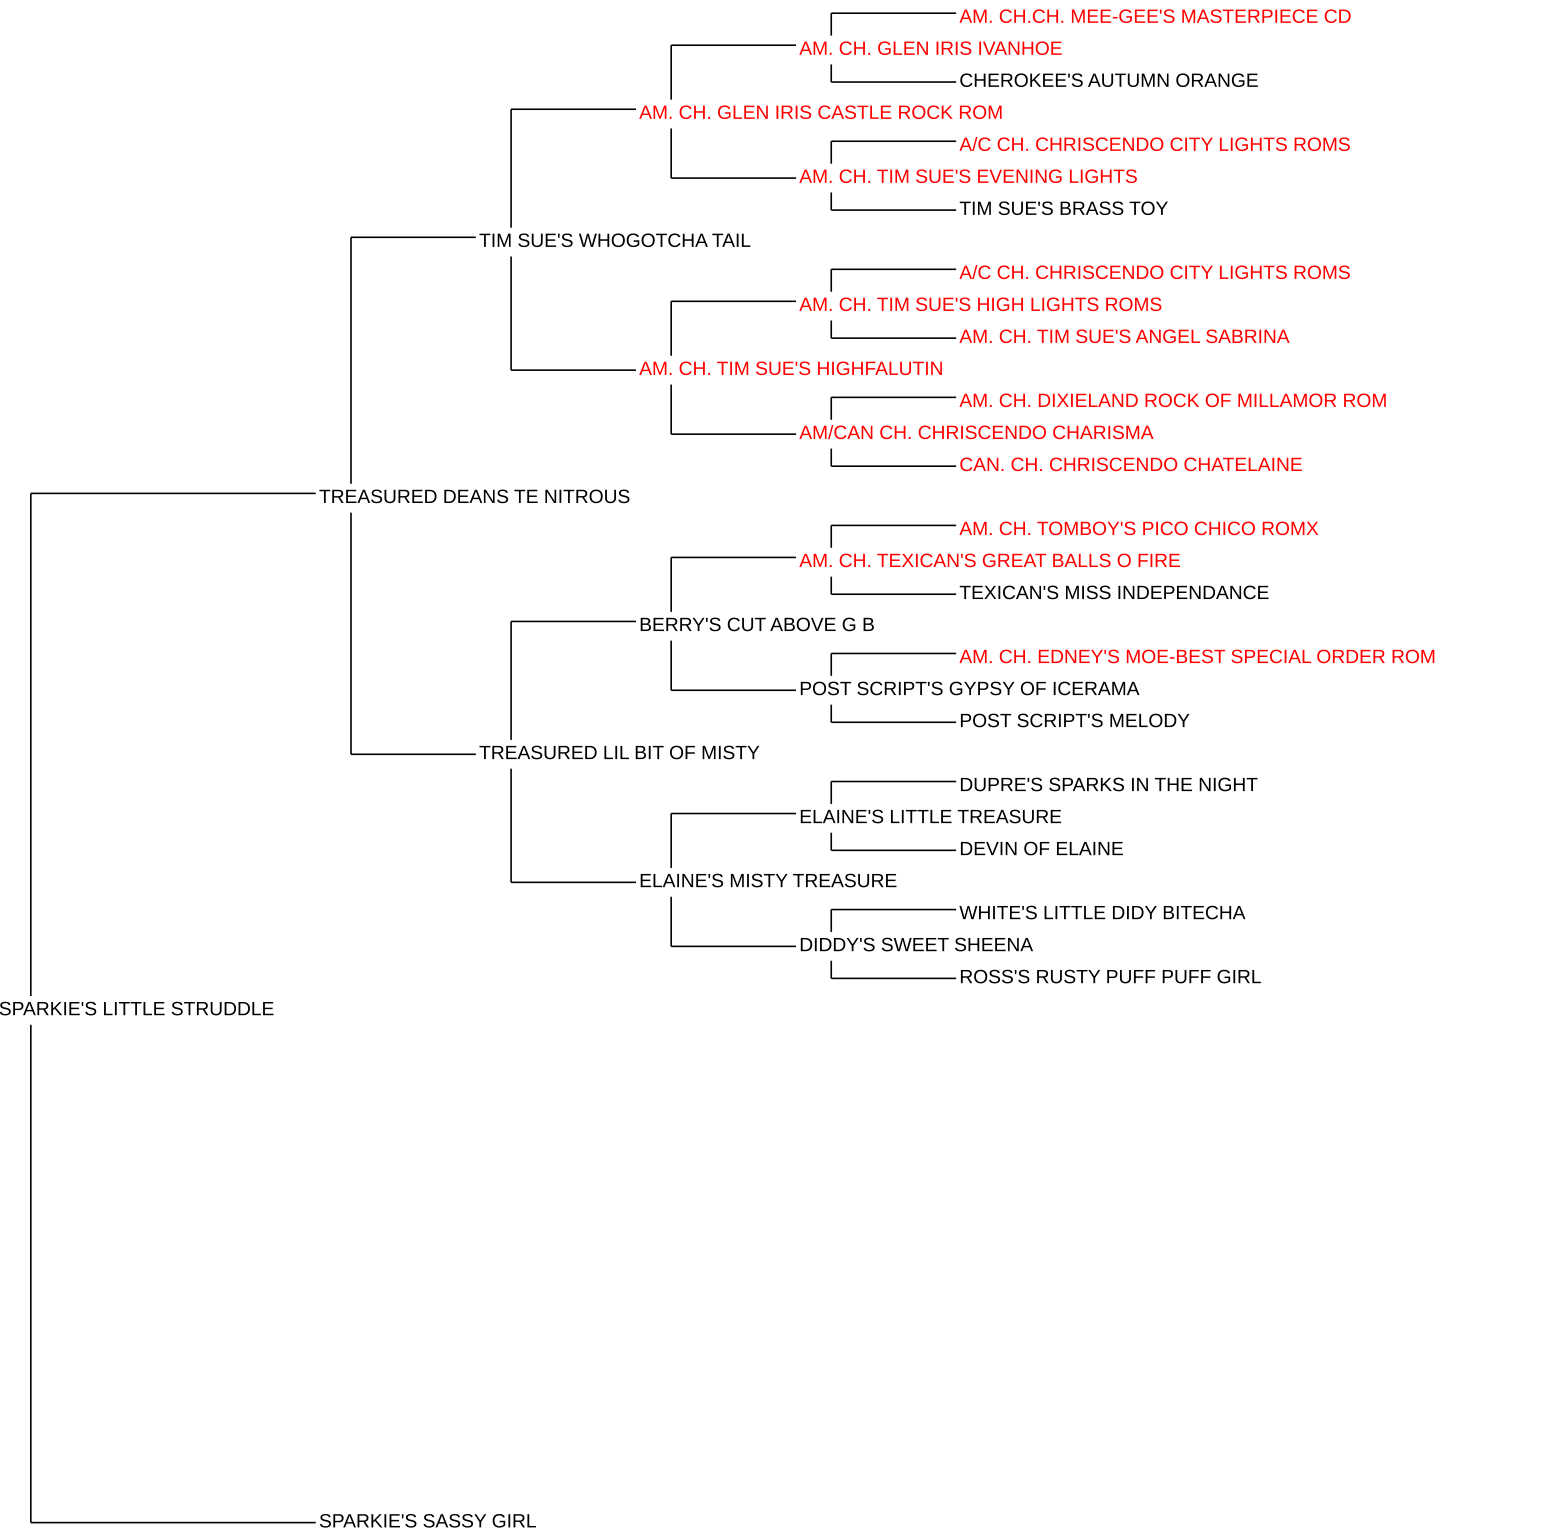 AM. CH.CH. MEE-GEE'S MASTERPIECE CD
AM. CH. GLEN IRIS IVANHOE
CHEROKEE'S AUTUMN ORANGE
AM. CH. GLEN IRIS CASTLE ROCK ROM
A/C CH. CHRISCENDO CITY LIGHTS ROMS
AM. CH. TIM SUE'S EVENING LIGHTS
TIM SUE'S BRASS TOY
TIM SUE'S WHOGOTCHA TAIL
A/C CH. CHRISCENDO CITY LIGHTS ROMS
AM. CH. TIM SUE'S HIGH LIGHTS ROMS
AM. CH. TIM SUE'S ANGEL SABRINA
AM. CH. TIM SUE'S HIGHFALUTIN
AM. CH. DIXIELAND ROCK OF MILLAMOR ROM
AM/CAN CH. CHRISCENDO CHARISMA
CAN. CH. CHRISCENDO CHATELAINE
TREASURED DEANS TE NITROUS
AM. CH. TOMBOY'S PICO CHICO ROMX
AM. CH. TEXICAN'S GREAT BALLS O FIRE
TEXICAN'S MISS INDEPENDANCE
BERRY'S CUT ABOVE G B
AM. CH. EDNEY'S MOE-BEST SPECIAL ORDER ROM
POST SCRIPT'S GYPSY OF ICERAMA
POST SCRIPT'S MELODY
TREASURED LIL BIT OF MISTY
DUPRE'S SPARKS IN THE NIGHT
ELAINE'S LITTLE TREASURE
DEVIN OF ELAINE
ELAINE'S MISTY TREASURE
WHITE'S LITTLE DIDY BITECHA
DIDDY'S SWEET SHEENA
ROSS'S RUSTY PUFF PUFF GIRL
SPARKIE'S LITTLE STRUDDLE
SPARKIE'S SASSY GIRL